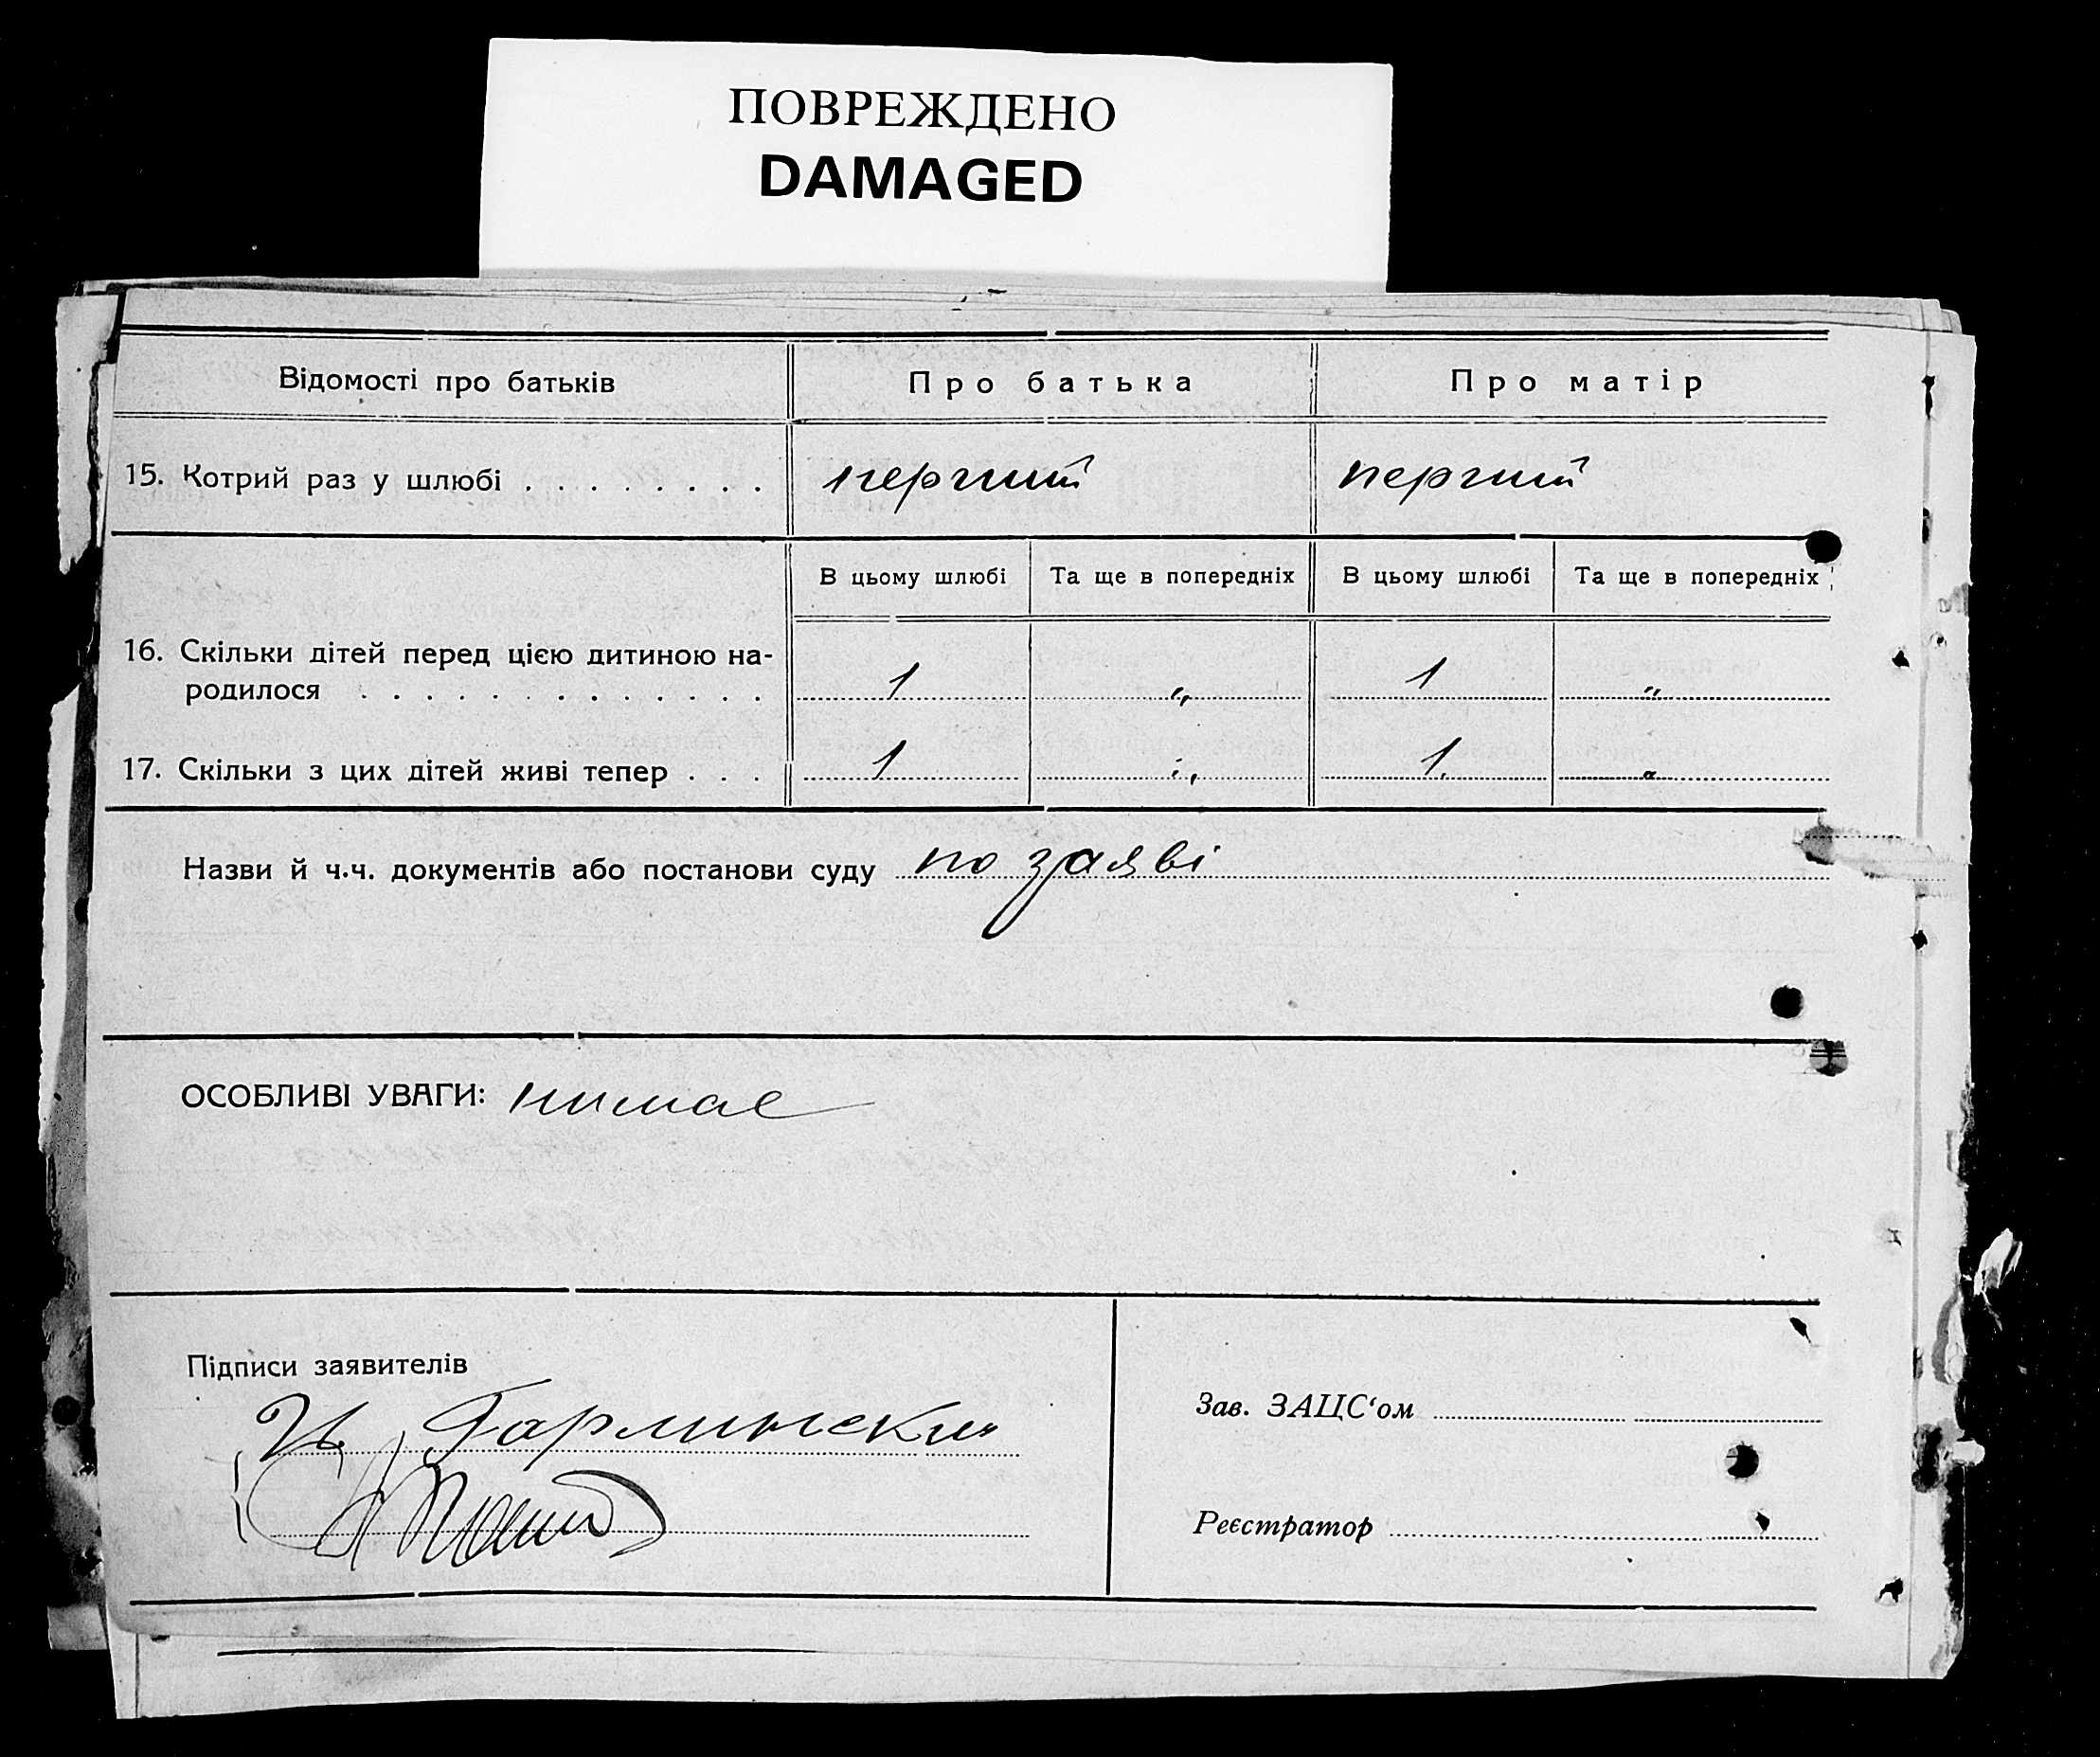 ПОВРЕЖДЕНО
DAMAGED
Відомості про батьків Про батька Про матір
15. Котрий раз у шлюбі . . . . . . . . перший перший
В цьому шлюбі Та ще в попередніх В цьому шлюбі Та ще в попередніх
16. Скільки дітей перед цією дитиною на-
родилося . . . . . . . . . . . . . 1 „ 1 „
17. Скільки з цих дітей живі тепер . . . 1 „ 1. „
Назви й ч.ч. документів або постанови суду по заяві
ОСОБЛИВІ УВАГИ: нимае
Підписи заявителів
Гарлинский
Зав. ЗАЦС‘ом
Реєстратор